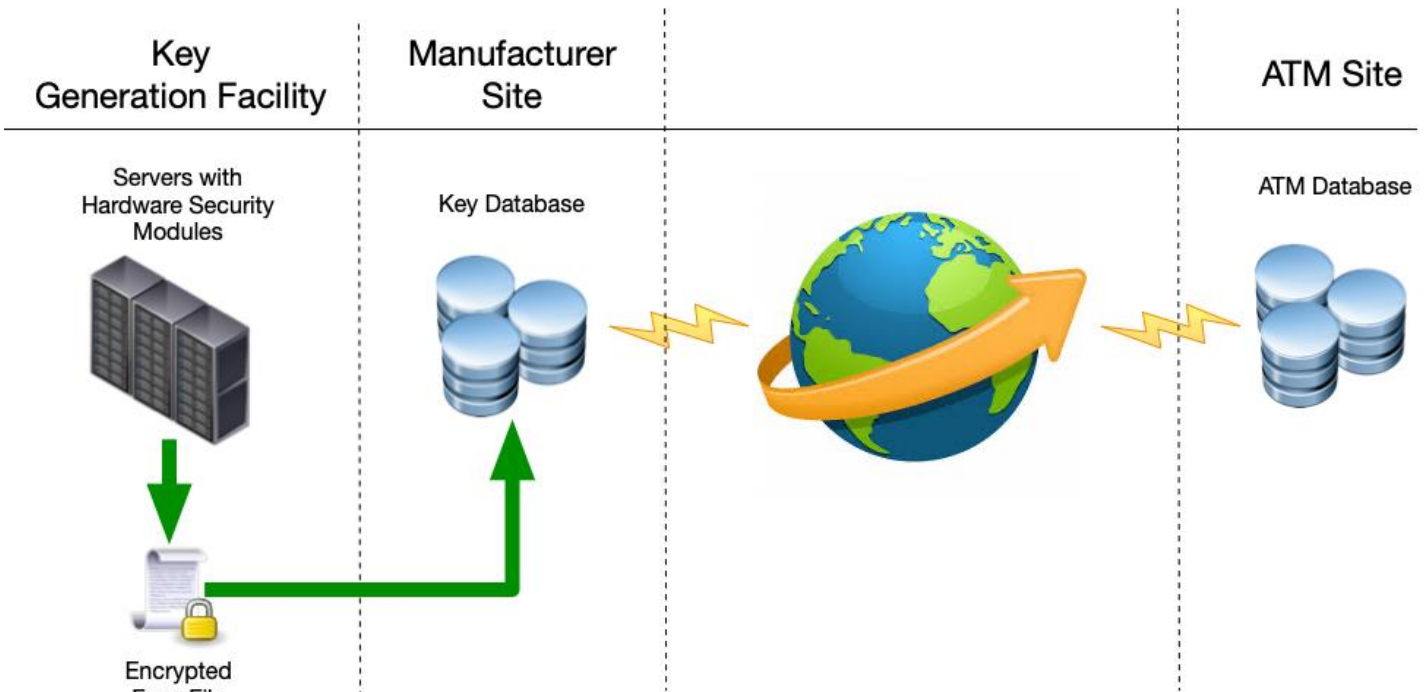 Key
Generation Facility
Manufacturer
Site
ATM Site
Servers with
Hardware Security
Modules
Key Database
ATM Database
Encrypted